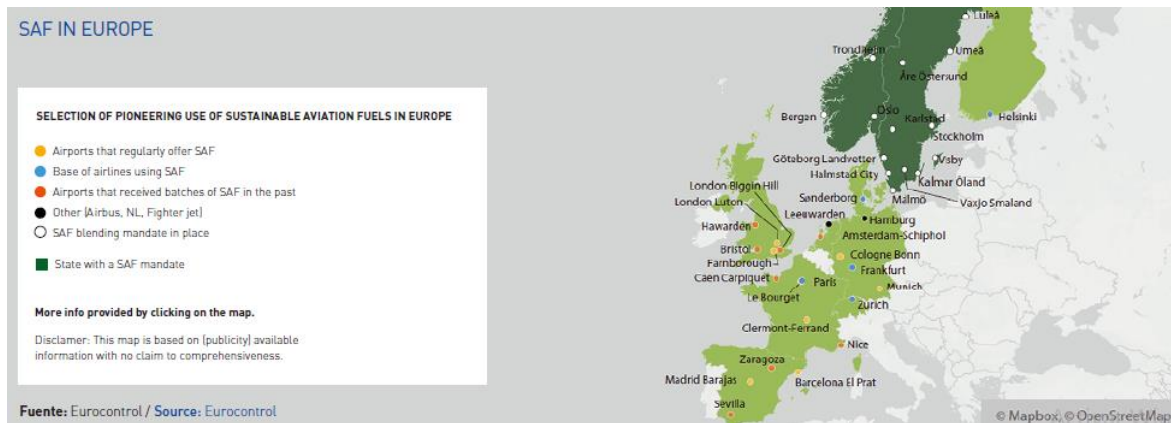 SAF IN EUROPE
SELECTION OF PIONEERING USE OF SUSTAINABLE AVIATION FUELS IN EUROPE
Airports that regularly offer SAF
Base of airlines using SAF
Airports that received batches of SAF in the past
Other (Airbus, NL, Fighter jet)
SAF blending mandate in place
State with a SAF mandate
More info provided by clicking on the map.
Disclamer: This map is based on (publicity) available
information with no claim to comprehensiveness.
Fuente: Eurocontrol / Source: Eurocontrol
Luleå
Trondheim
Umeå
Åre Östersund
Bergen
Oslo
Karlstad
Helsinki
Stockholm
Göteborg Landvetter
Visby
Halmstad City
Kalmar Öland
London Biggin Hill
Sønderborg
Malmö
Vaxjo Smaland
London Luton
Leeuwarden
Hamburg
Hawarden
Amsterdam-Schiphol
Bristol
Cologne Bonn
Farnborough
Frankfurt
Caen Carpiquet
Paris
Munich
Le Bourget
Zurich
Clermont-Ferrand
Nice
Zaragoza
Madrid Barajas
Barcelona El Prat
Sevilla
© Mapbox, © OpenStreetMap